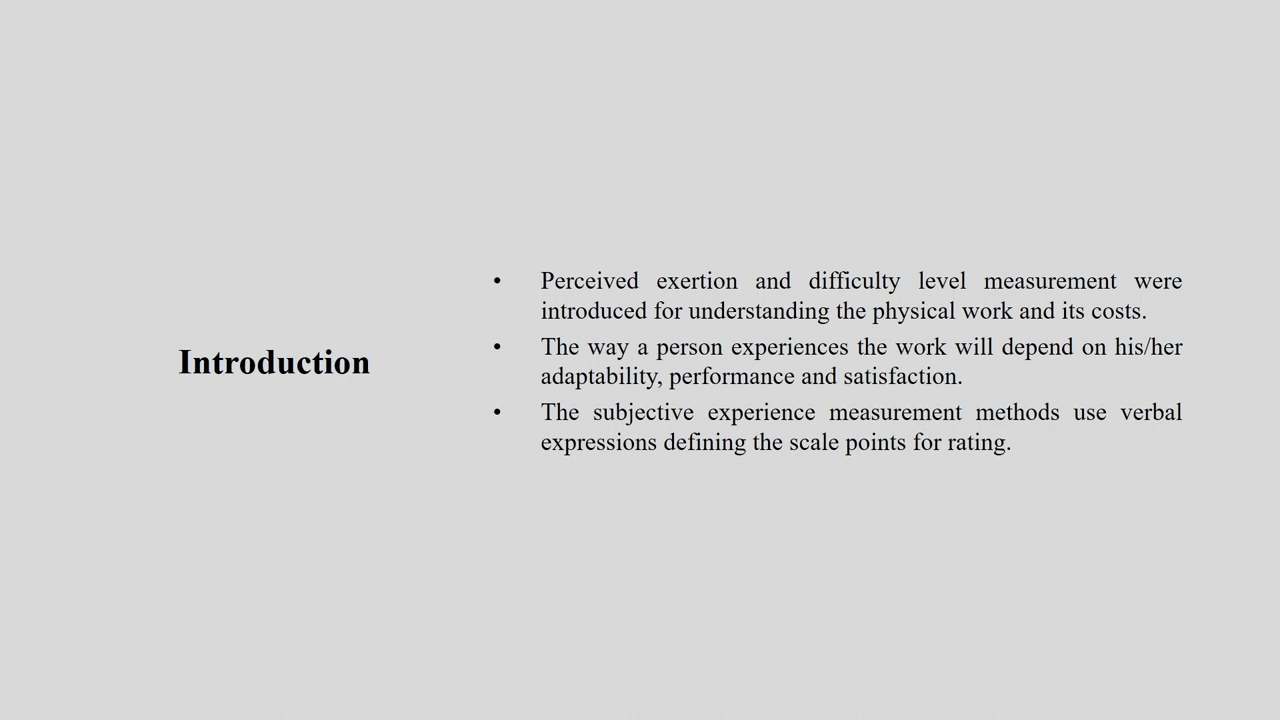 Introduction
• Perceived exertion and difficulty level measurement were
introduced for understanding the physical work and its costs.
• The way a person experiences the work will depend on his/her
adaptability, performance and satisfaction.
• The subjective experience measurement methods use verbal
expressions defining the scale points for rating.